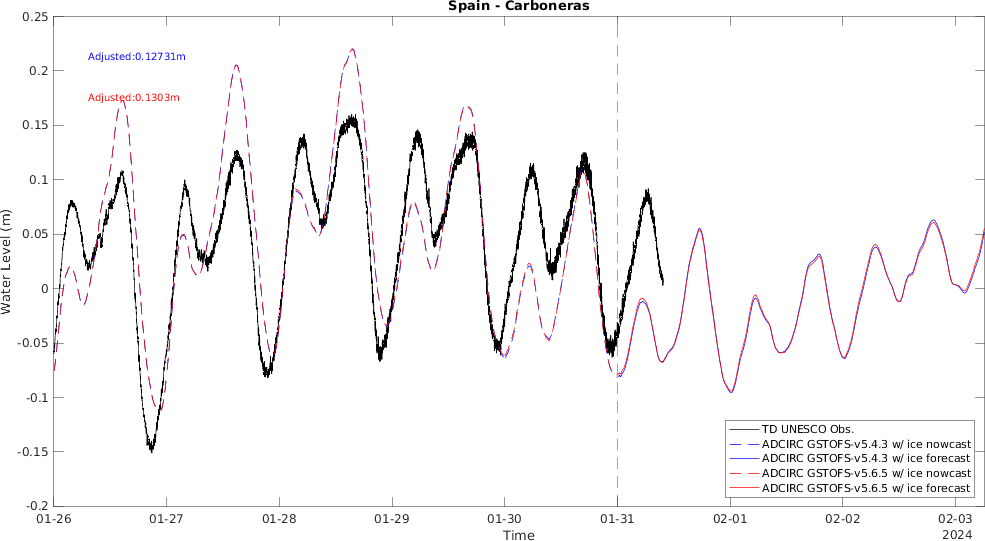 Spain - Carboneras
Adjusted:0.12731m
Adjusted:0.1303m
Water Level (m)
0.25
0.2
0.15
0.1
0.05
0
-0.05
-0.1
-0.15
-0.2
TD UNESCO Obs.
ADCIRC GSTOFS-v5.4.3 w/ ice nowcast
ADCIRC GSTOFS-v5.4.3 w/ ice forecast
ADCIRC GSTOFS-v5.6.5 w/ ice nowcast
ADCIRC GSTOFS-v5.6.5 w/ ice forecast
01-26 01-27 01-28 01-29 01-30 01-31 02-01 02-02 02-03
Time
2024